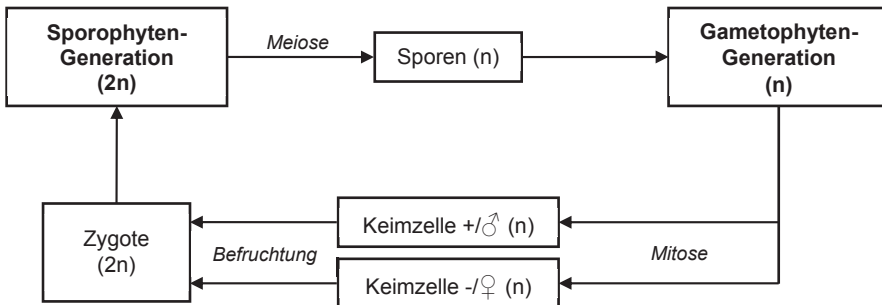 Sporophyten-
Generation
(2n)
Meiose
Sporen (n)
Gametophyten-
Generation
(n)
Zygote
(2n)
Befruchtung
Keimzelle +/♂ (n)
Keimzelle -/♀ (n)
Mitose